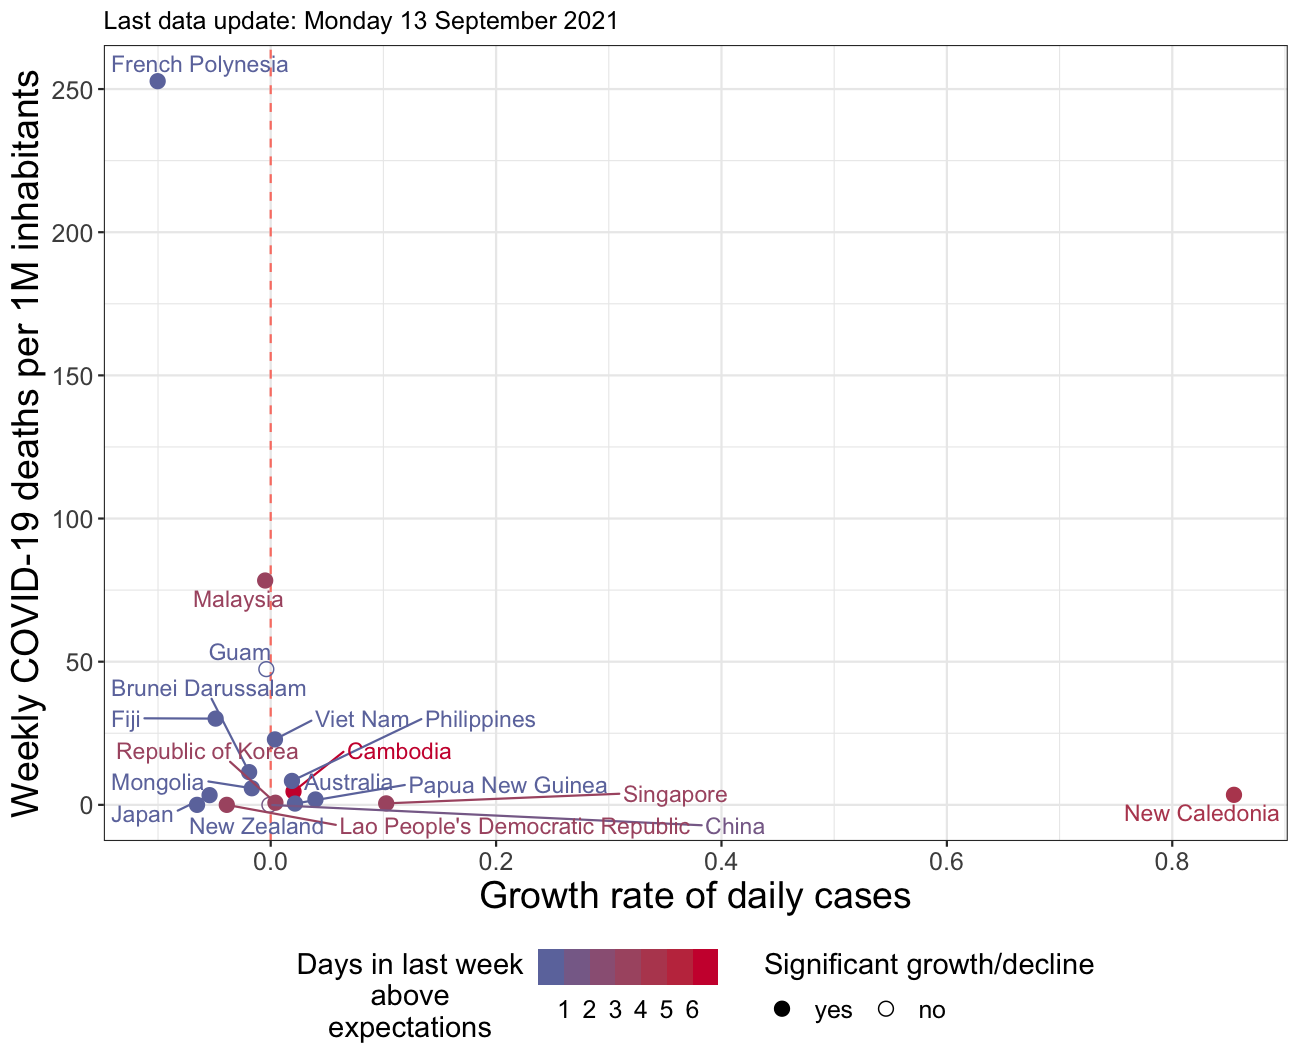 Last data update: Monday 13 September 2021
Weekly COVID-19 deaths per 1M inhabitants
250
200
150
100
50
0
French Polynesia
Malaysia
Guam
Brunei Darussalam
Fiji
Viet Nam
Philippines
Republic of Korea
Cambodia
Mongolia
Australia
Papua New Guinea
Singapore
Japan
New Caledonia
New Zealand
Lao People's Democratic Republic
China
0.0
0.2
0.4
0.6
0.8
Growth rate of daily cases
Days in last week
above
expectations
1 2 3 4 5 6
Significant growth/decline
yes
no